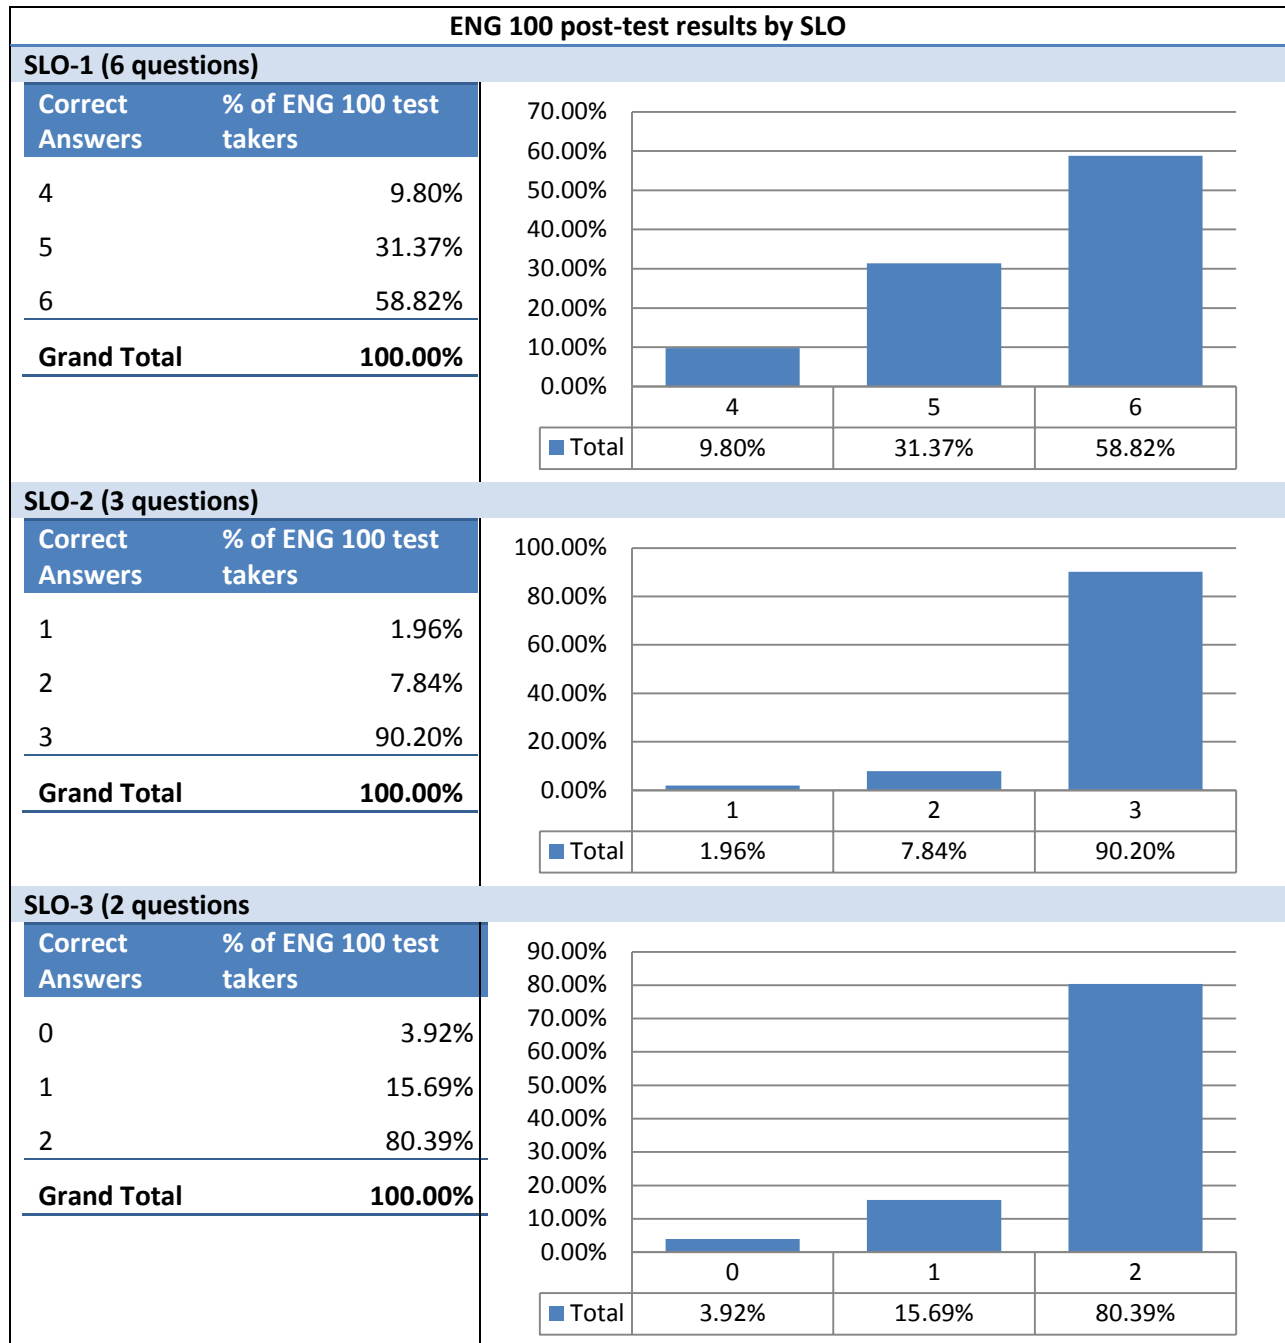 ENG 100 post-test results by SLO
SLO-1 (6 questions)
Correct Answers % of ENG 100 test takers
4 9.80%
5 31.37%
6 58.82%
Grand Total 100.00%
70.00%
60.00%
50.00%
40.00%
30.00%
20.00%
10.00%
0.00%
4 5 6
Total 9.80% 31.37% 58.82%
SLO-2 (3 questions)
Correct Answers % of ENG 100 test takers
1 1.96%
2 7.84%
3 90.20%
Grand Total 100.00%
100.00%
80.00%
60.00%
40.00%
20.00%
0.00%
1 2 3
Total 1.96% 7.84% 90.20%
SLO-3 (2 questions
Correct Answers % of ENG 100 test takers
0 3.92%
1 15.69%
2 80.39%
Grand Total 100.00%
90.00%
80.00%
70.00%
60.00%
50.00%
40.00%
30.00%
20.00%
10.00%
0.00%
0 1 2
Total 3.92% 15.69% 80.39%